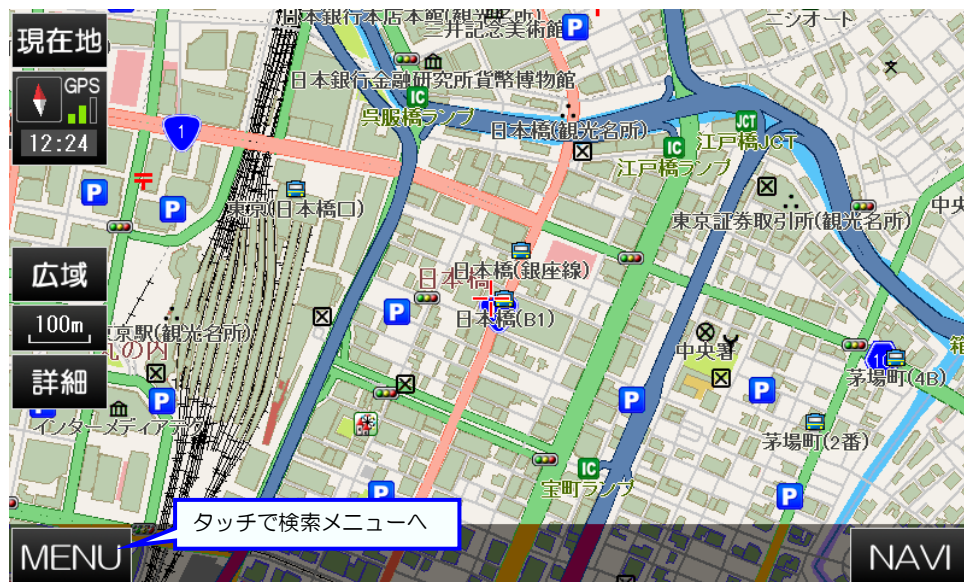 日本銀行本店本館(観光名所)
三井記念美術館
ニシオート
現在地
P
GPS
12:24
日本銀行金融研究所貨幣博物館
IC
呉服橋ランプ
日本橋(観光名所)
JCT
江戸橋JCT
IC
江戸橋ランプ
1
P
P
東京(日本橋口)
東京証券取引所(観光名所)
中央
広域
日本橋(銀座線)
日本橋
日本橋(B1)
P
100m
京駅(観光名所)
丸の内
中央署
10
箱
茅場町(4B)
詳細
P
P
P
P
インターメディアテク
茅場町(2番)
IC
宝町ランプ
P
P
タッチで検索メニューへ
MENU
NAVI